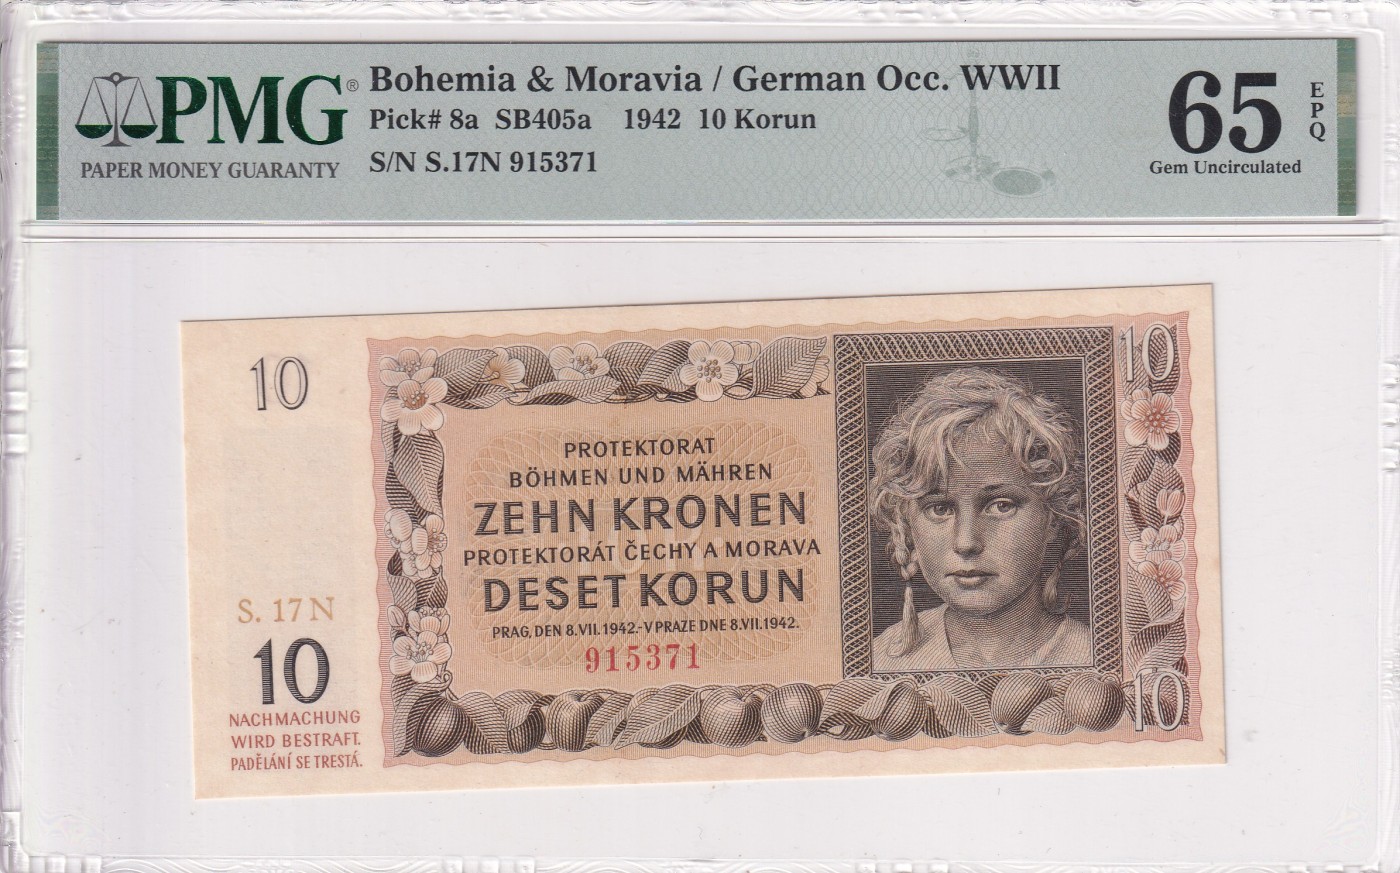 PMG®
PAPER MONEY GUARANTY
Bohemia & Moravia / German Occ. WWII
Pick# 8a SB405a 1942 10 Korun
S/N S.17N 915371
65 EPQ
Gem Uncirculated
10
10
PROTEKTORAT
BÖHMEN UND MÄHREN
ZEHN KRONEN
PROTEKTORÁT ČECHY A MORAVA
DESET KORUN
PRAG, DEN 8.VII.1942.-V PRAZE DNE 8.VII.1942.
915371
S. 17 N
10
NACHMACHUNG
WIRD BESTRAFT.
PADĚLÁNÍ SE TRESTÁ.
10